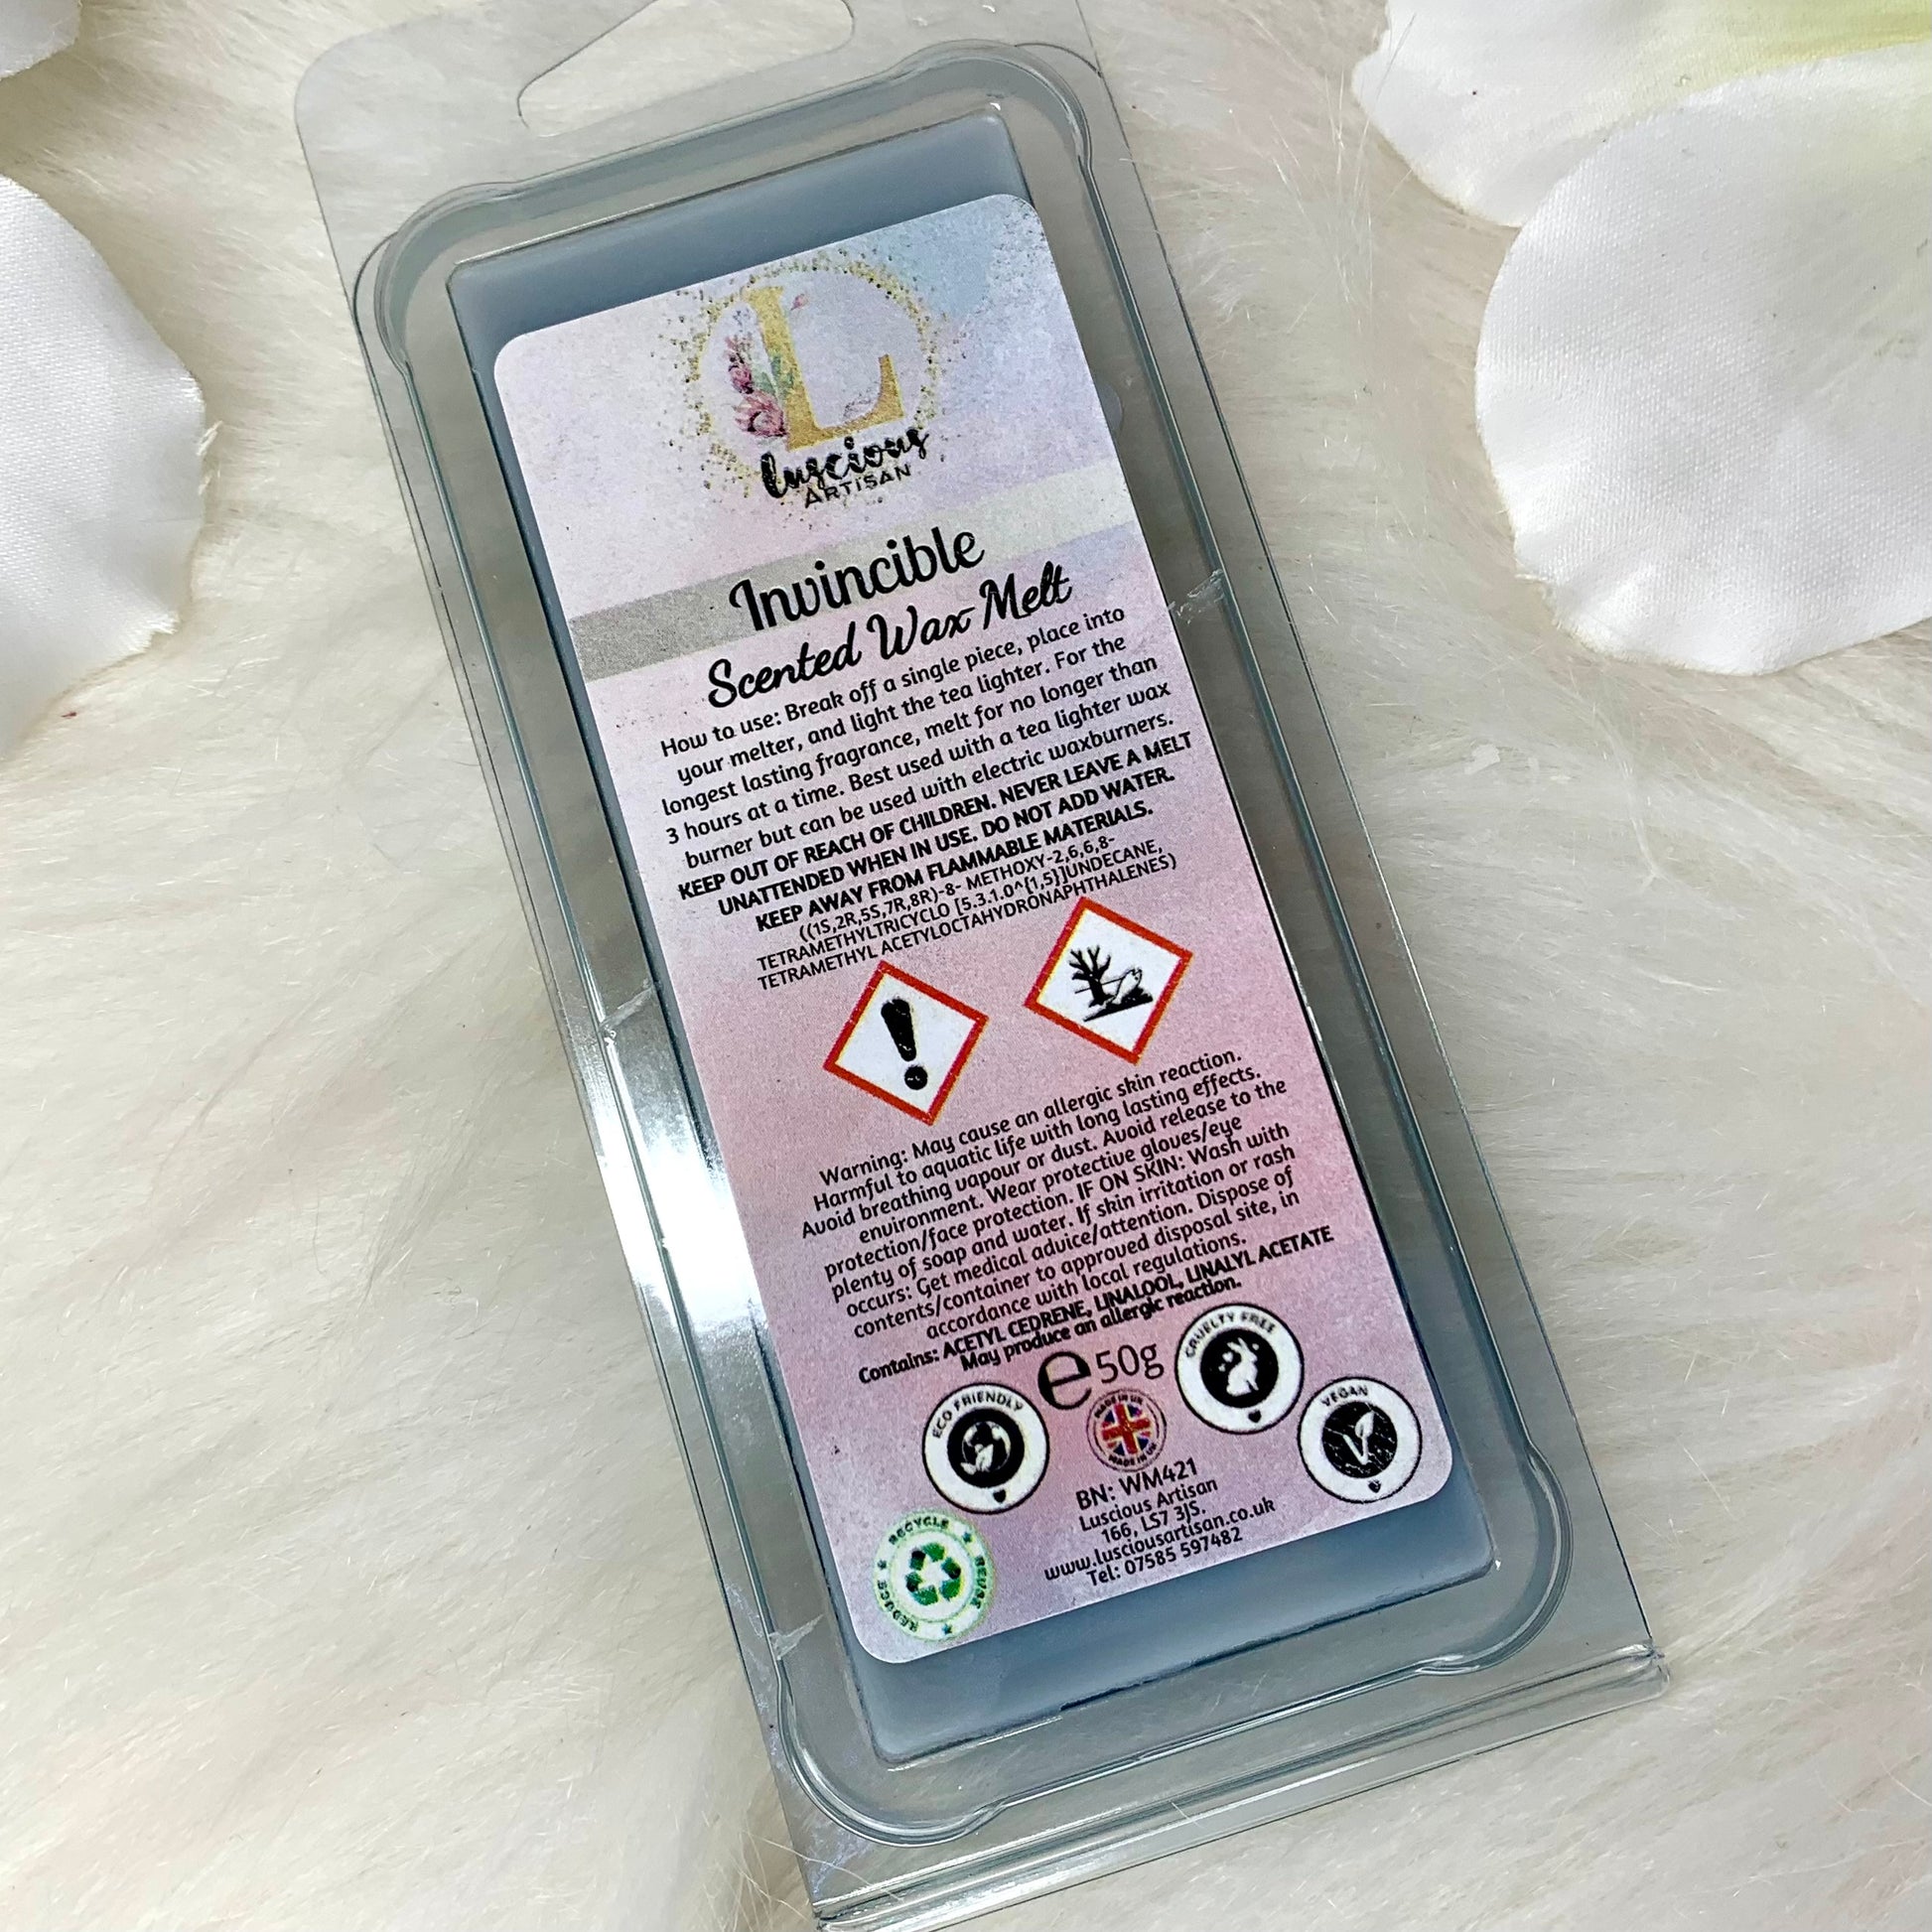 L
luscious
ARTISAN
Invincible
Scented Wax Melt
How to use: Break off a single piece, place into
your melter, and light the tea lighter. For the
longest lasting fragrance, melt for no longer than
3 hours at a time. Best used with a tea lighter wax
burner but can be used with electric waxburners.
KEEP OUT OF REACH OF CHILDREN. NEVER LEAVE A MELT
UNATTENDED WHEN IN USE. DO NOT ADD WATER.
KEEP AWAY FROM FLAMMABLE MATERIALS.
((1S,2R,5S,7R,8R)-8- METHOXY-2,6,6,8-
TETRAMETHYLTRICYCLO [5.3.1.0^{1,5}]UNDECANE,
TETRAMETHYL ACETYLOCTAHYDRONAPHTHALENES)
Warning: May cause an allergic skin reaction.
Harmful to aquatic life with long lasting effects.
Avoid breathing vapour or dust. Avoid release to the
environment. Wear protective gloves/eye
protection/face protection. IF ON SKIN: Wash with
plenty of soap and water. If skin irritation or rash
occurs: Get medical advice/attention. Dispose of
contents/container to approved disposal site, in
accordance with local regulations.
Contains: ACETYL CEDRENE, LINALOOL, LINALYL ACETATE
May produce an allergic reaction.
e 50g
CRUELTY FREE
ECO FRIENDLY
MADE IN UK
MADE IN UK
VEGAN
BN: WM421
Luscious Artisan
166, LS7 3JS.
www.lusciousartisan.co.uk
Tel: 07585 597482
RECYCLE
REUSE
REDUCE